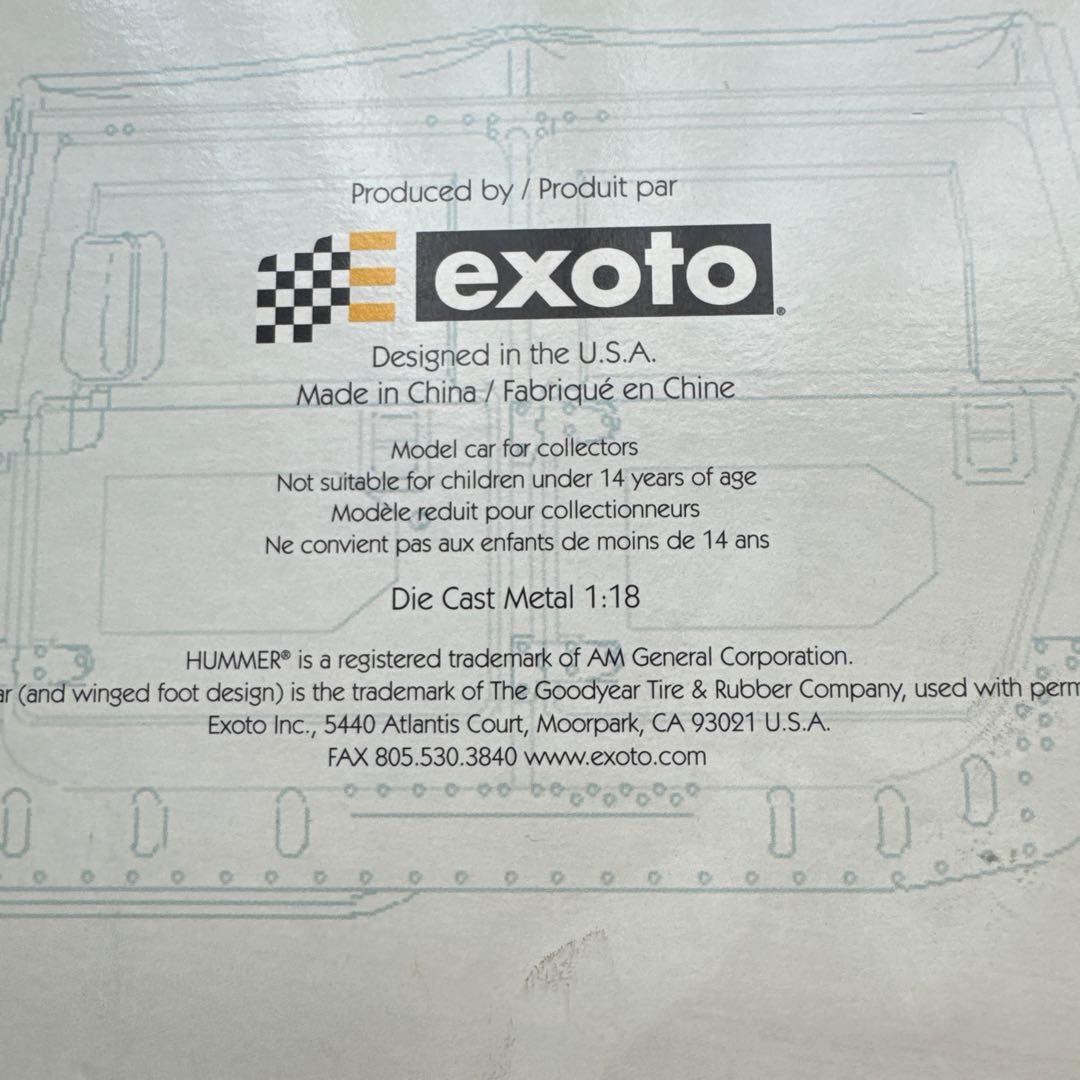 Produced by / Produit par
exoto®
Designed in the U.S.A.
Made in China / Fabriqué en Chine
Model car for collectors
Not suitable for children under 14 years of age
Modèle reduit pour collectionneurs
Ne convient pas aux enfants de moins de 14 ans
Die Cast Metal 1:18
HUMMER® is a registered trademark of AM General Corporation.
(and winged foot design) is the trademark of The Goodyear Tire & Rubber Company, used with
Exoto Inc., 5440 Atlantis Court, Moorpark, CA 93021 U.S.A.
FAX 805.530.3840 www.exoto.com